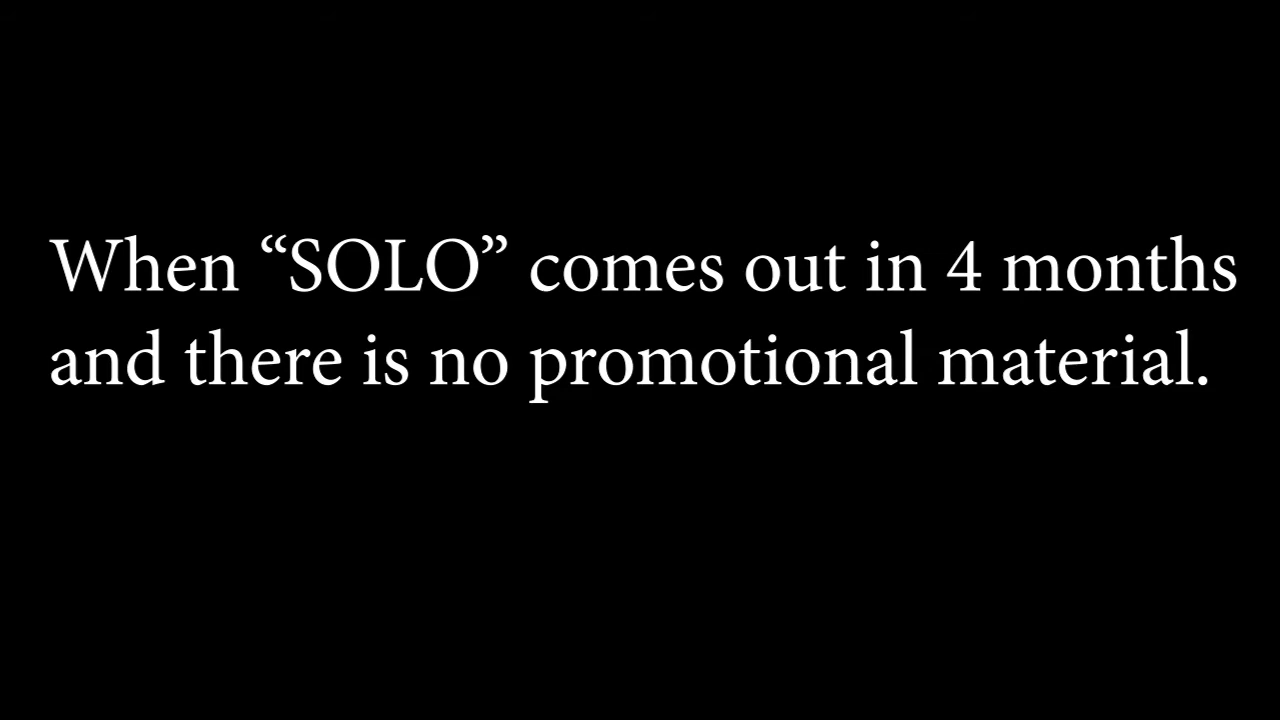 When “SOLO” comes out in 4 months
and there is no promotional material.